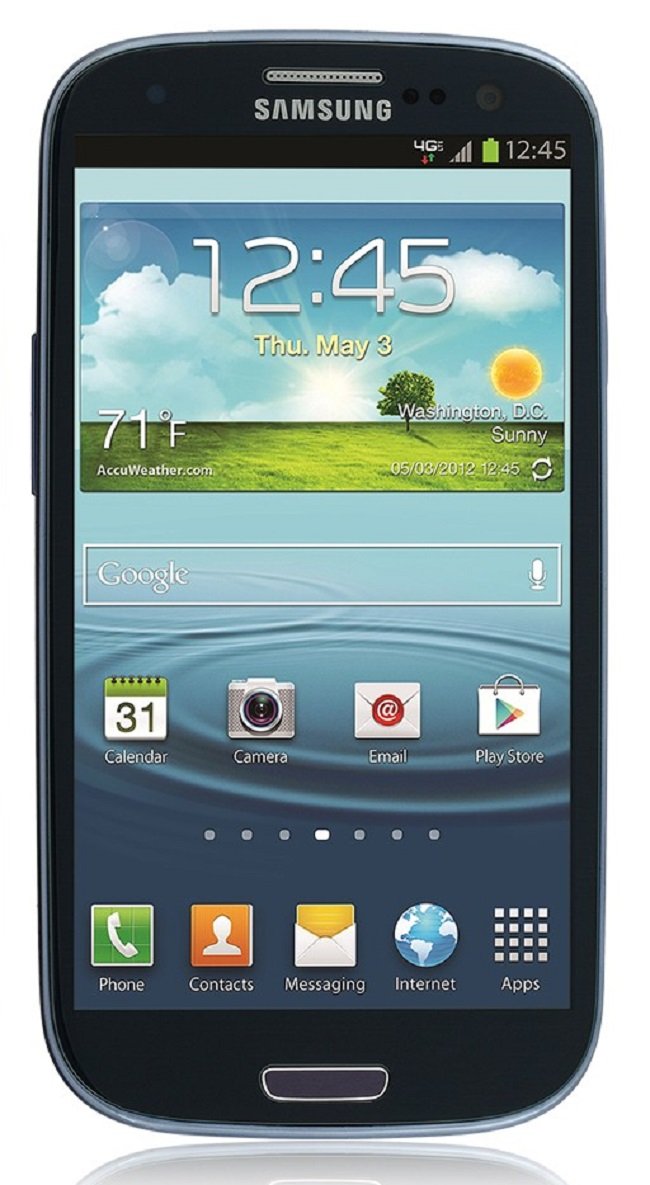 SAMSUNG
4G LTE 12:45
12:45
Thu. May 3
71°F
Washington, D.C.
Sunny
AccuWeather.com
05/03/2012 12:45
Google
31
@
Calendar Camera Email Play Store
Phone Contacts Messaging Internet Apps